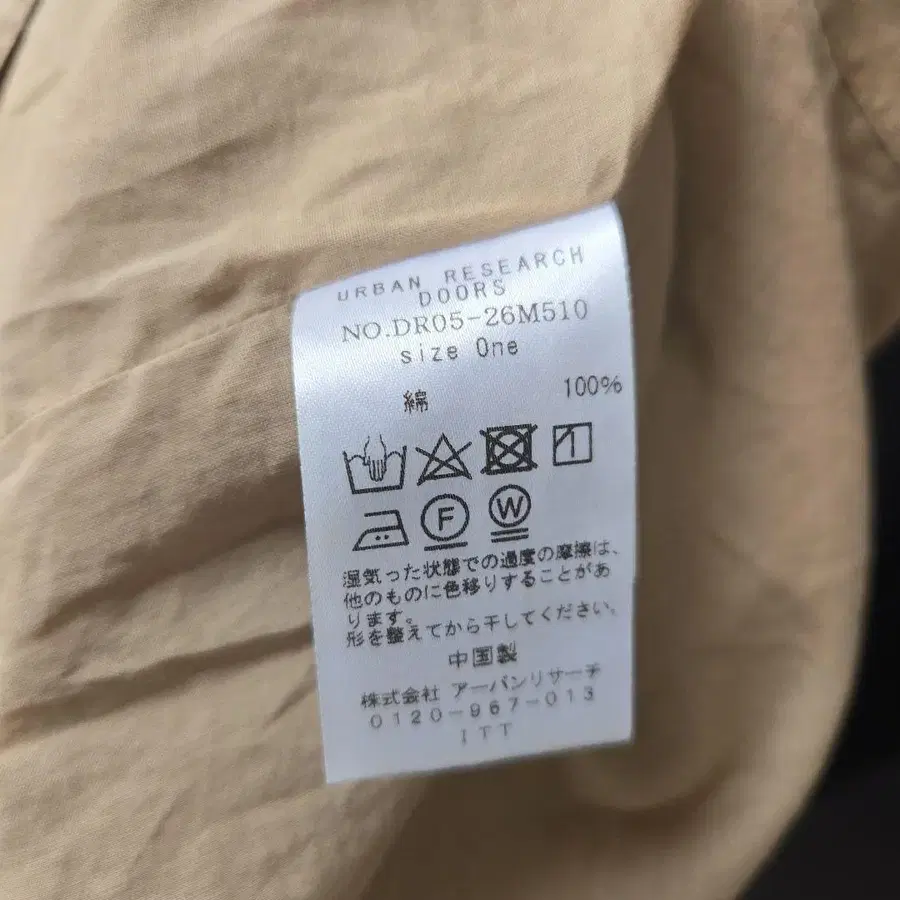 URBAN RESEARCH
DOORS
NO.DR05-26M510
size One
綿 100%
F W
湿気った状態での過度の摩擦は、
他のものに色移りすることがあ
ります。
形を整えてから干してください。
中国製
株式会社 アーバンリサーチ
0120-967-013
ITT